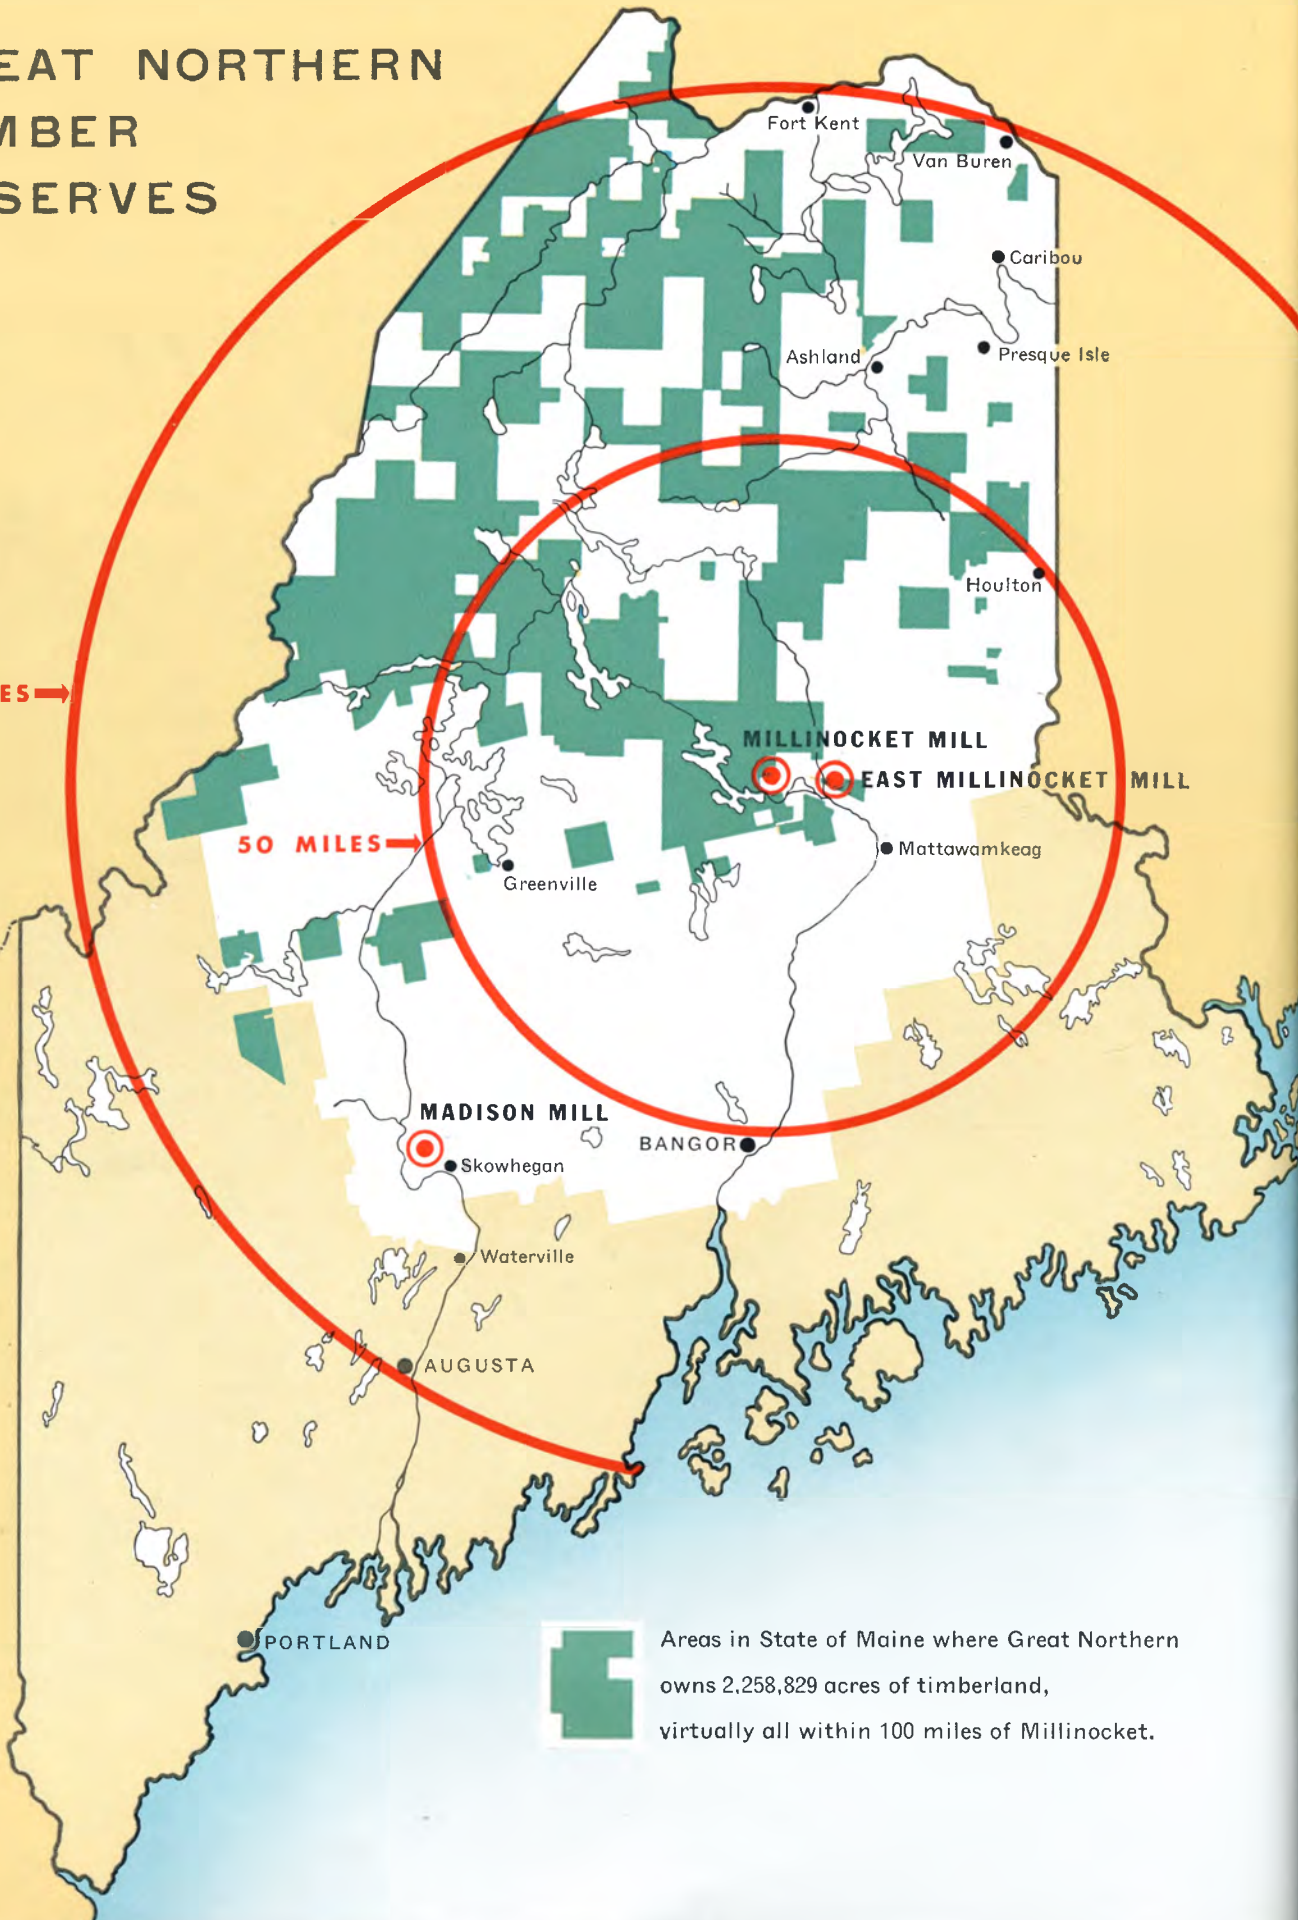 EAT NORTHERN
MBER
SERVES
Fort Kent
Van Buren
Caribou
Ashland
Presque Isle
Houlton
ES
MILLINOCKET MILL
EAST MILLINOCKET MILL
50 MILES
Mattawamkeag
Greenville
MADISON MILL
BANGOR
Skowhegan
Waterville
AUGUSTA
PORTLAND
Areas in State of Maine where Great Northern
owns 2,258,829 acres of timberland,
virtually all within 100 miles of Millinocket.